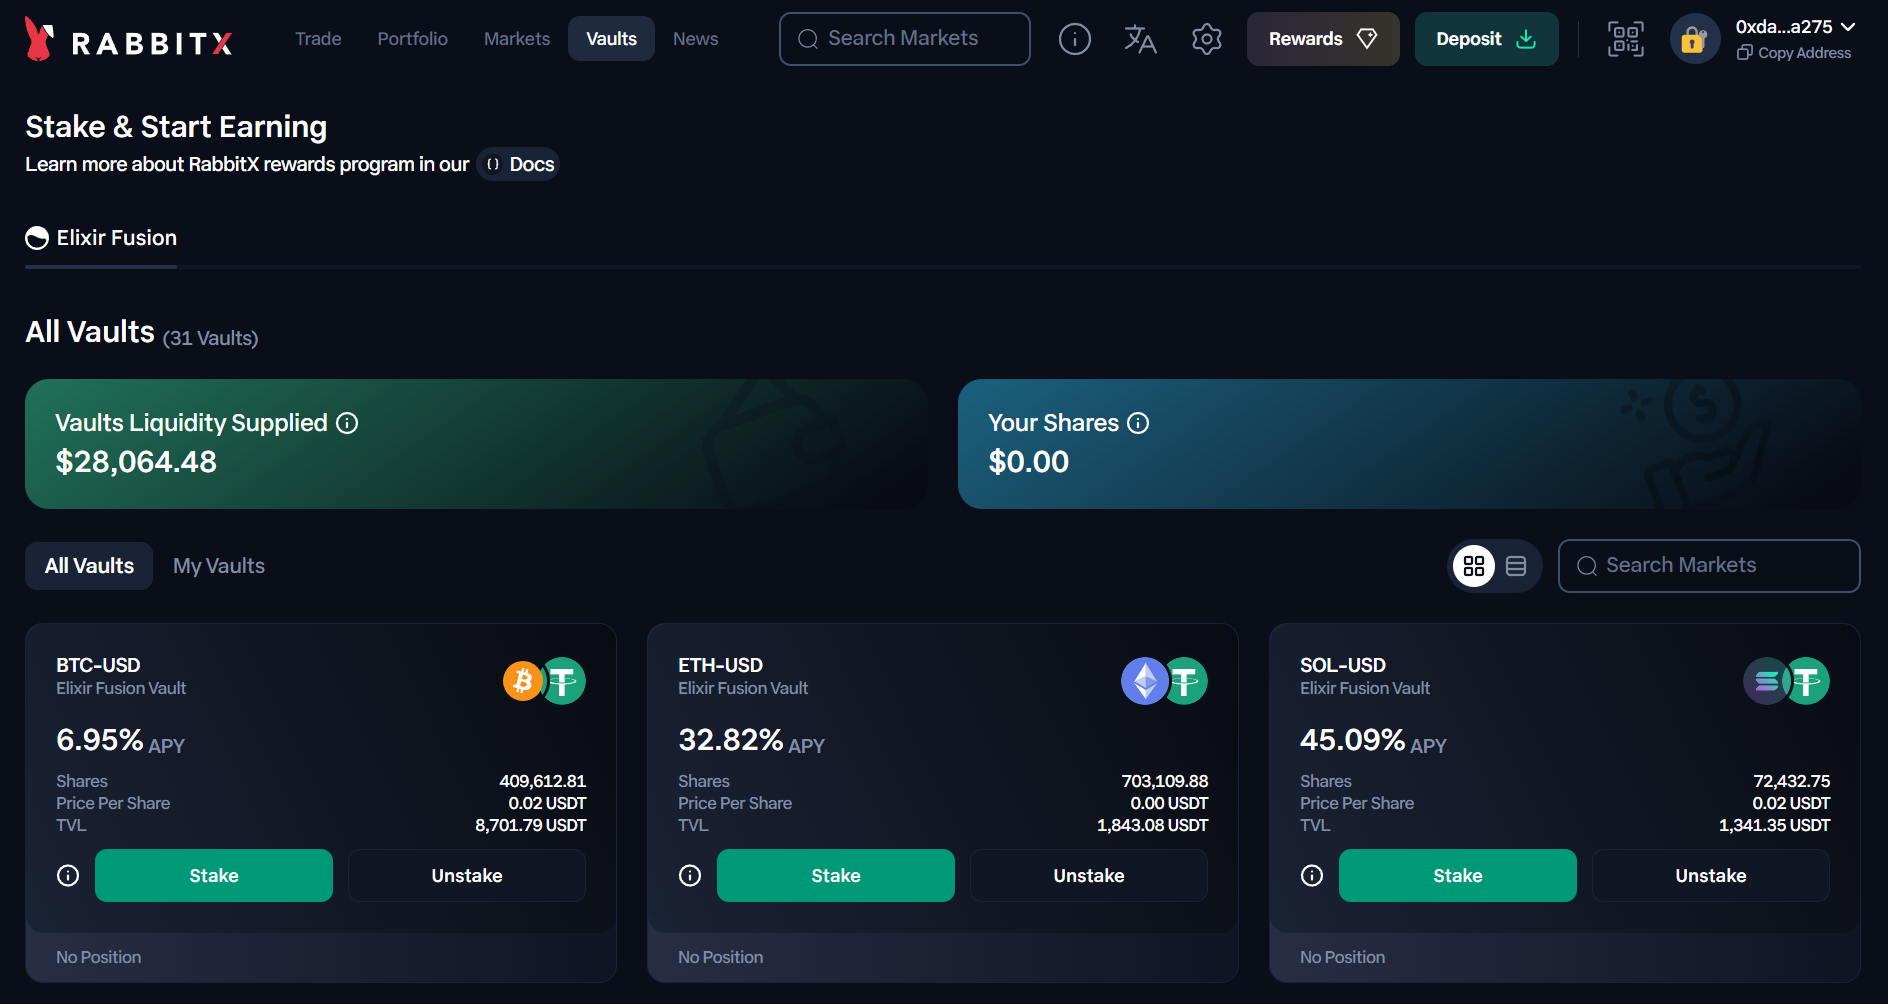 RABBITX
Trade
Portfolio
Markets
Vaults
News
Search Markets
Rewards
Deposit
0xda...a275
Copy Address
Stake & Start Earning
Learn more about RabbitX rewards program in our Docs
Elixir Fusion
All Vaults (31 Vaults)
Vaults Liquidity Supplied
$28,064.48
Your Shares
$0.00
All Vaults
My Vaults
Search Markets
BTC-USD
Elixir Fusion Vault
6.95% APY
Shares 409,612.81
Price Per Share 0.02 USDT
TVL 8,701.79 USDT
Stake
Unstake
No Position
ETH-USD
Elixir Fusion Vault
32.82% APY
Shares 703,109.88
Price Per Share 0.00 USDT
TVL 1,843.08 USDT
Stake
Unstake
No Position
SOL-USD
Elixir Fusion Vault
45.09% APY
Shares 72,432.75
Price Per Share 0.02 USDT
TVL 1,341.35 USDT
Stake
Unstake
No Position